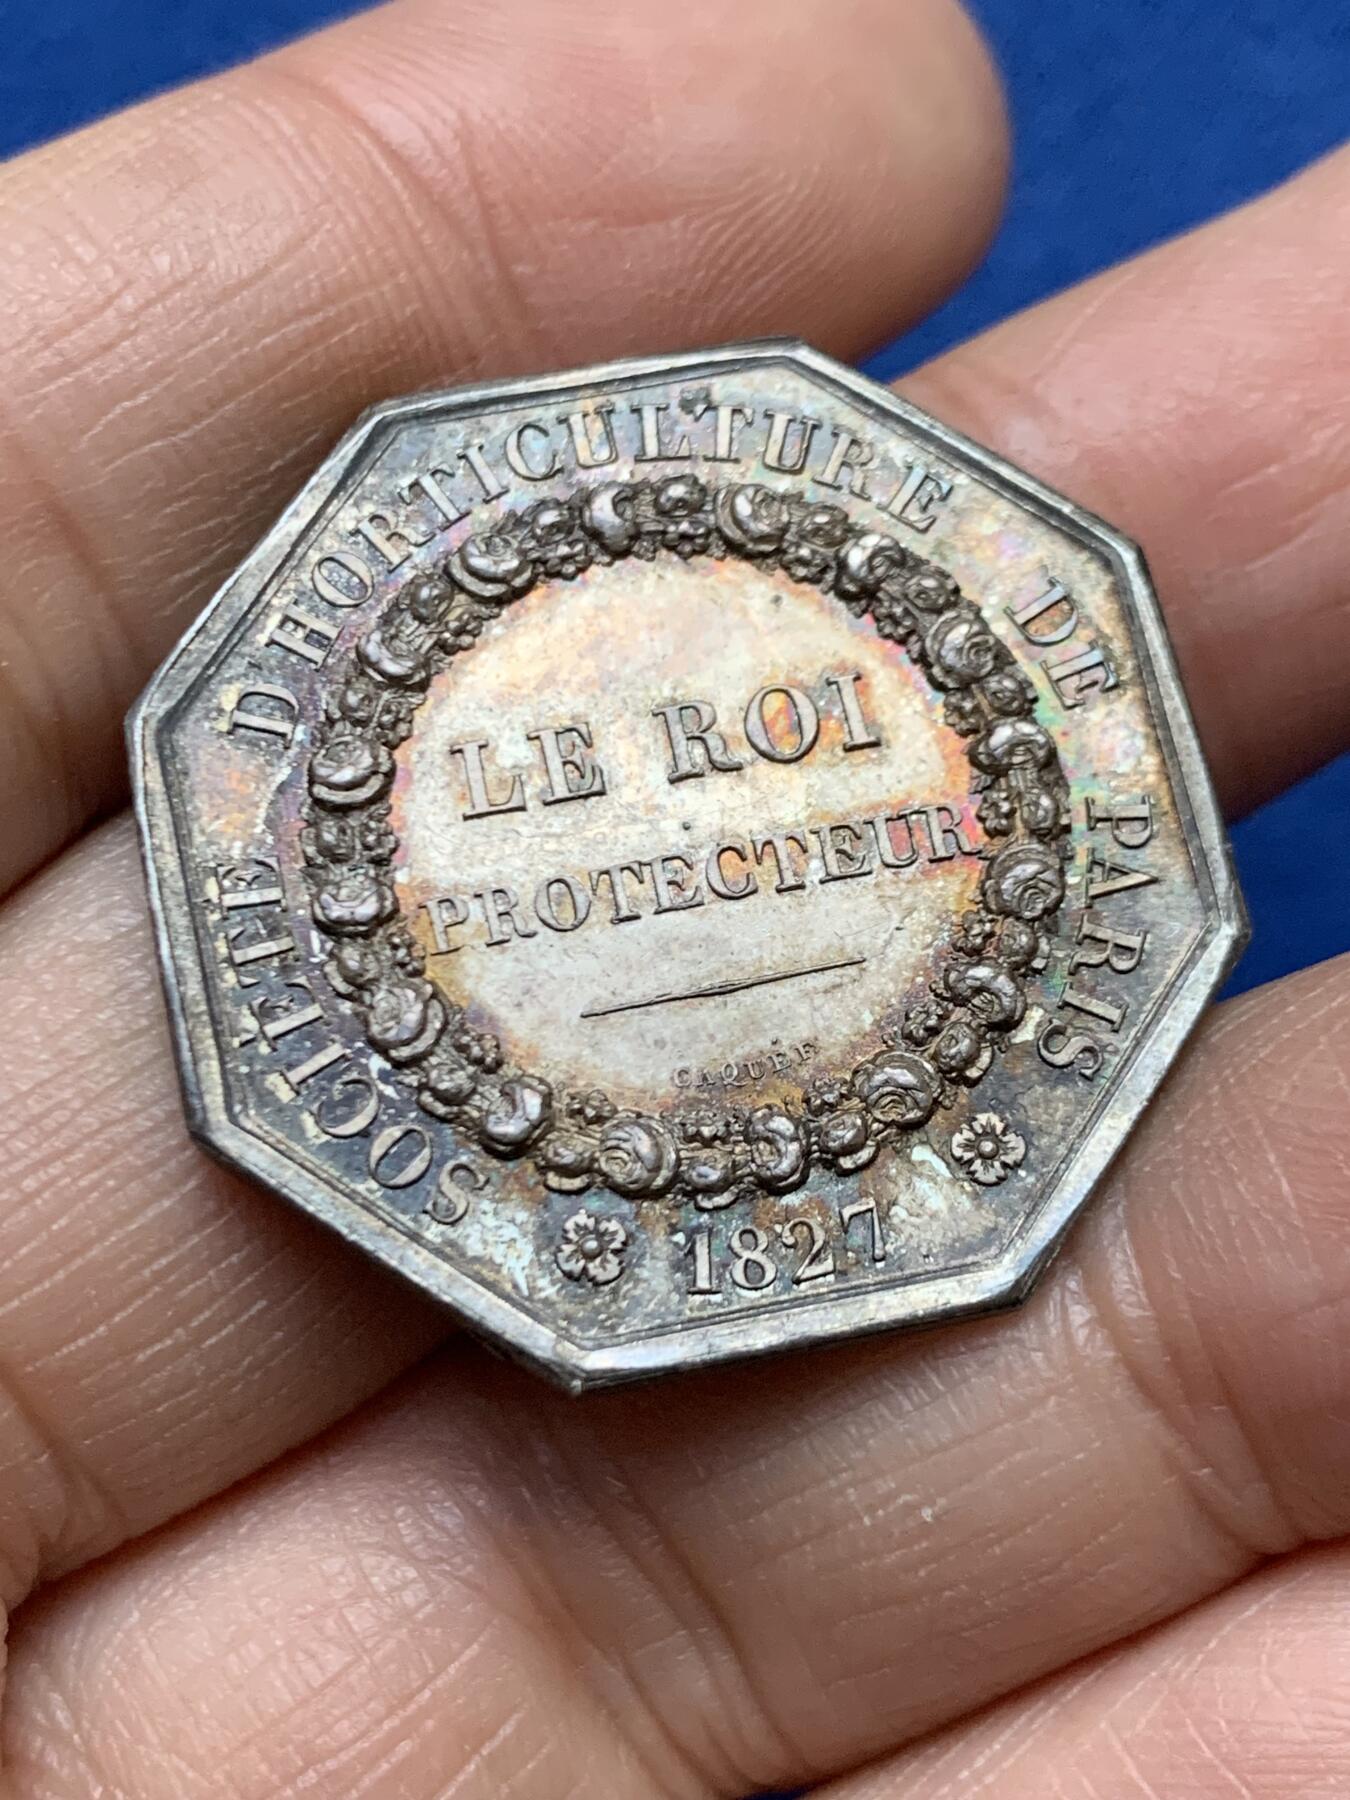 SOCIÉTÉ D'HORTICULTURE DE PARIS
LE ROI
PROTECTEUR
CAQUÉ F
1827